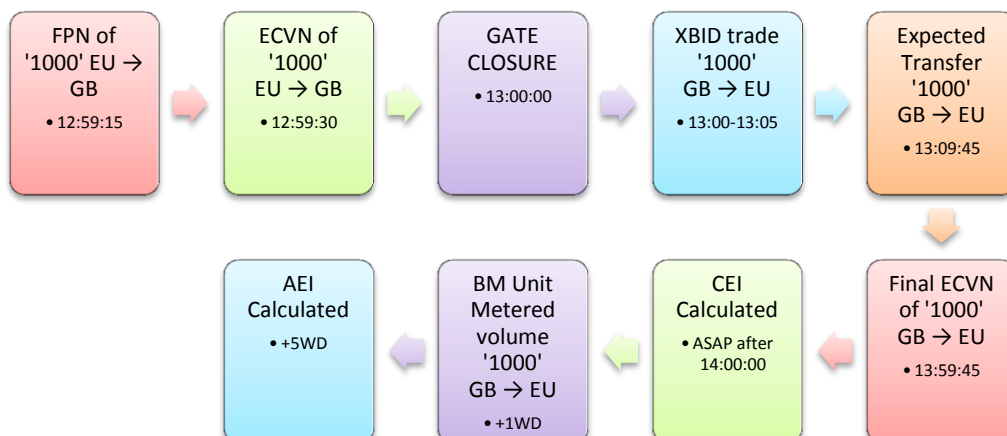 FPN of
'1000' EU →
GB
• 12:59:15
ECVN of
'1000'
EU → GB
• 12:59:30
GATE
CLOSURE
• 13:00:00
XBID trade
'1000'
GB → EU
• 13:00-13:05
Expected
Transfer
'1000'
GB → EU
• 13:09:45
Final ECVN
of '1000'
GB → EU
• 13:59:45
CEI
Calculated
• ASAP after
14:00:00
BM Unit
Metered
volume
'1000'
GB → EU
• +1WD
AEI
Calculated
• +5WD